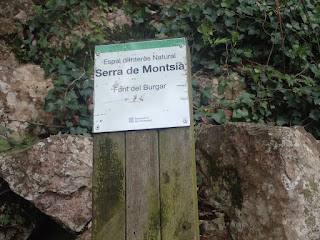 Espai d'Interès Natural
Serra de Montsià
Font del Burgar